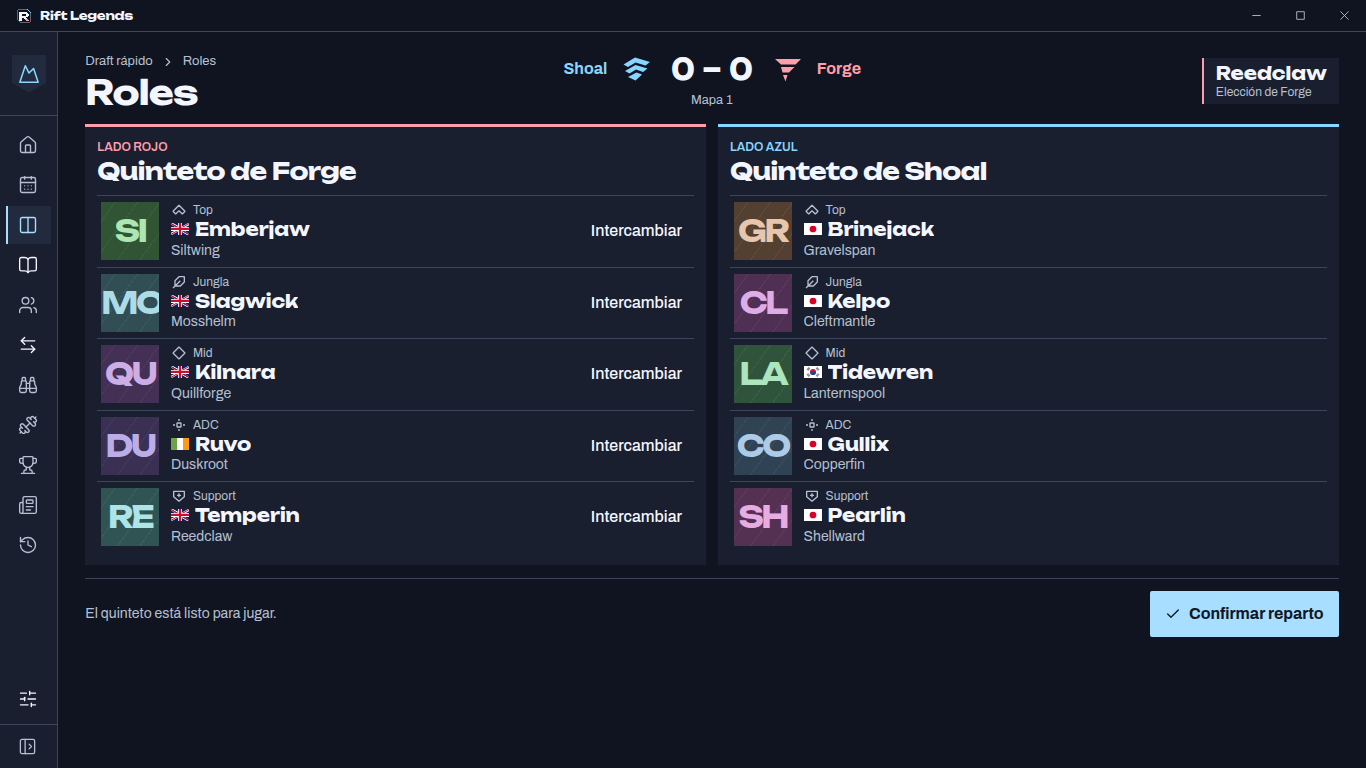 Rift Legends
Draft rápido > Roles
Roles
Shoal 0 – 0 Forge
Mapa 1
Reedclaw
Elección de Forge
LADO ROJO
Quinteto de Forge
SI
Top
Emberjaw
Siltwing
Intercambiar
MO
Jungla
Slagwick
Mosshelm
Intercambiar
QU
Mid
Kilnara
Quillforge
Intercambiar
DU
ADC
Ruvo
Duskroot
Intercambiar
RE
Support
Temperin
Reedclaw
Intercambiar
LADO AZUL
Quinteto de Shoal
GR
Top
Brinejack
Gravelspan
CL
Jungla
Kelpo
Cleftmantle
LA
Mid
Tidewren
Lanternspool
CO
ADC
Gullix
Copperfin
SH
Support
Pearlin
Shellward
El quinteto está listo para jugar.
Confirmar reparto